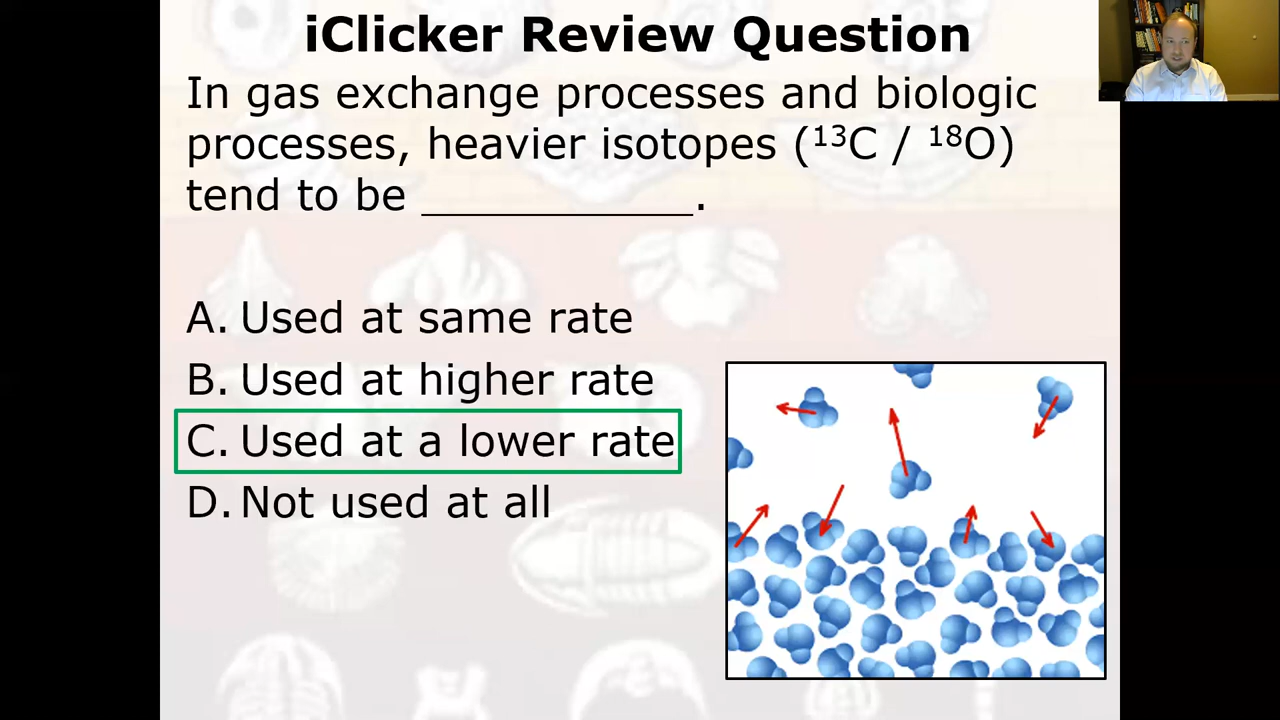 iClicker Review Question
In gas exchange processes and biologic
processes, heavier isotopes (¹³C / ¹⁸O)
tend to be ___________.
A. Used at same rate
B. Used at higher rate
C. Used at a lower rate
D. Not used at all